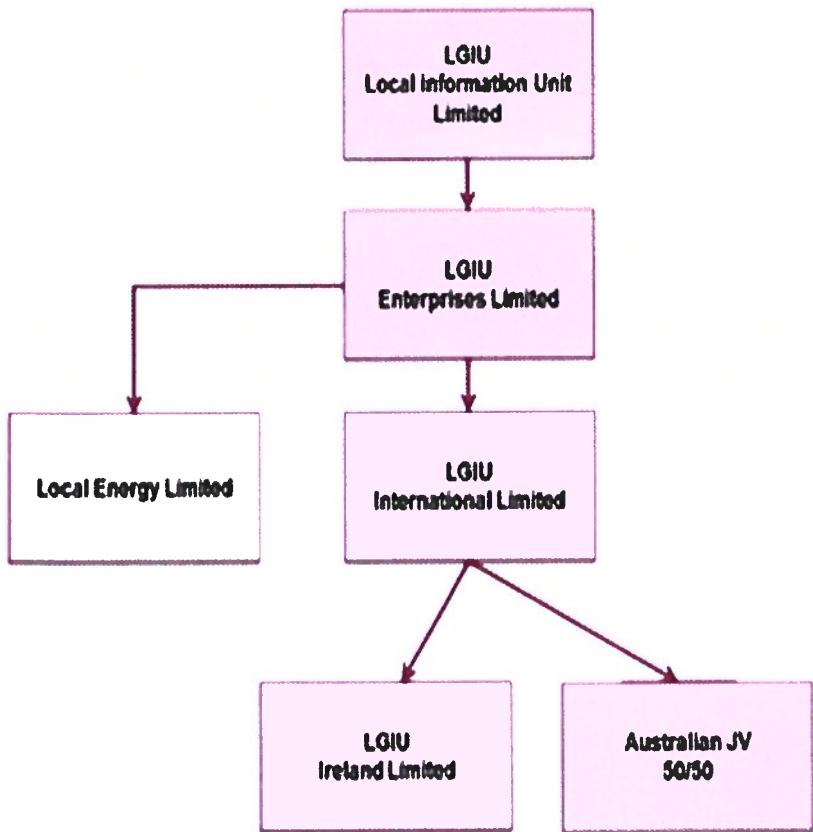 LGIU
Local Information Unit
Limited
LGIU
Enterprises Limited
Local Energy Limited
LGIU
International Limited
LGIU
Ireland Limited
Australian JV
50/50